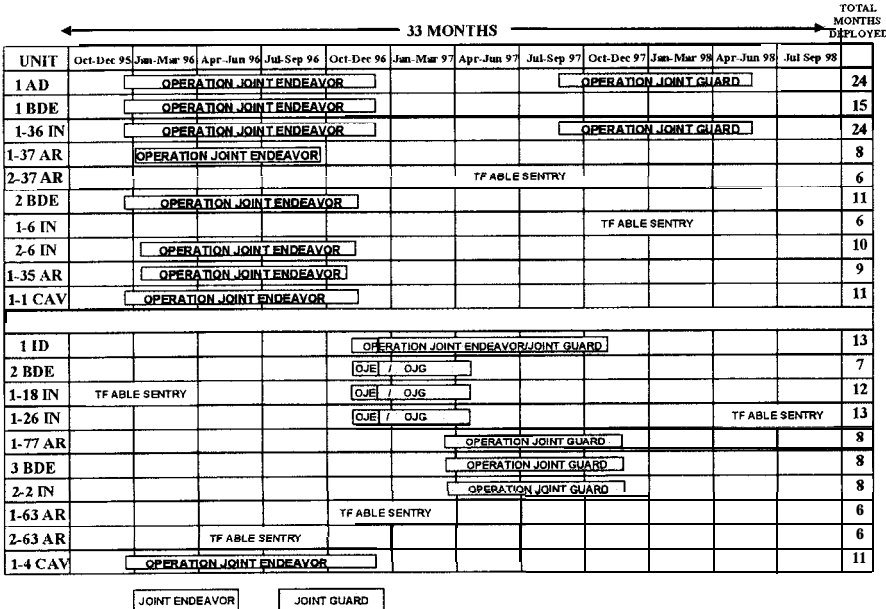 TOTAL
MONTHS
DEPLOYED
33 MONTHS
UNIT Oct-Dec 95 Jan-Mar 96 Apr-Jun 96 Jul-Sep 96 Oct-Dec 96 Jan-Mar 97 Apr-Jun 97 Jul-Sep 97 Oct-Dec 97 Jan-Mar 98 Apr-Jun 98 Jul Sep 98
1 AD OPERATION JOINT ENDEAVOR OPERATION JOINT GUARD 24
1 BDE OPERATION JOINT ENDEAVOR 15
1-36 IN OPERATION JOINT ENDEAVOR OPERATION JOINT GUARD 24
1-37 AR OPERATION JOINT ENDEAVOR 8
2-37 AR TF ABLE SENTRY 6
2 BDE OPERATION JOINT ENDEAVOR 11
1-6 IN TF ABLE SENTRY 6
2-6 IN OPERATION JOINT ENDEAVOR 10
1-35 AR OPERATION JOINT ENDEAVOR 9
1-1 CAV OPERATION JOINT ENDEAVOR 11
1 ID OPERATION JOINT ENDEAVOR/JOINT GUARD 13
2 BDE OJE / OJG 7
1-18 IN TF ABLE SENTRY OJE / OJG 12
1-26 IN OJE / OJG TF ABLE SENTRY 13
1-77 AR OPERATION JOINT GUARD 8
3 BDE OPERATION JOINT GUARD 8
2-2 IN OPERATION JOINT GUARD 8
1-63 AR TF ABLE SENTRY 6
2-63 AR TF ABLE SENTRY 6
1-4 CAV OPERATION JOINT ENDEAVOR 11
JOINT ENDEAVOR JOINT GUARD